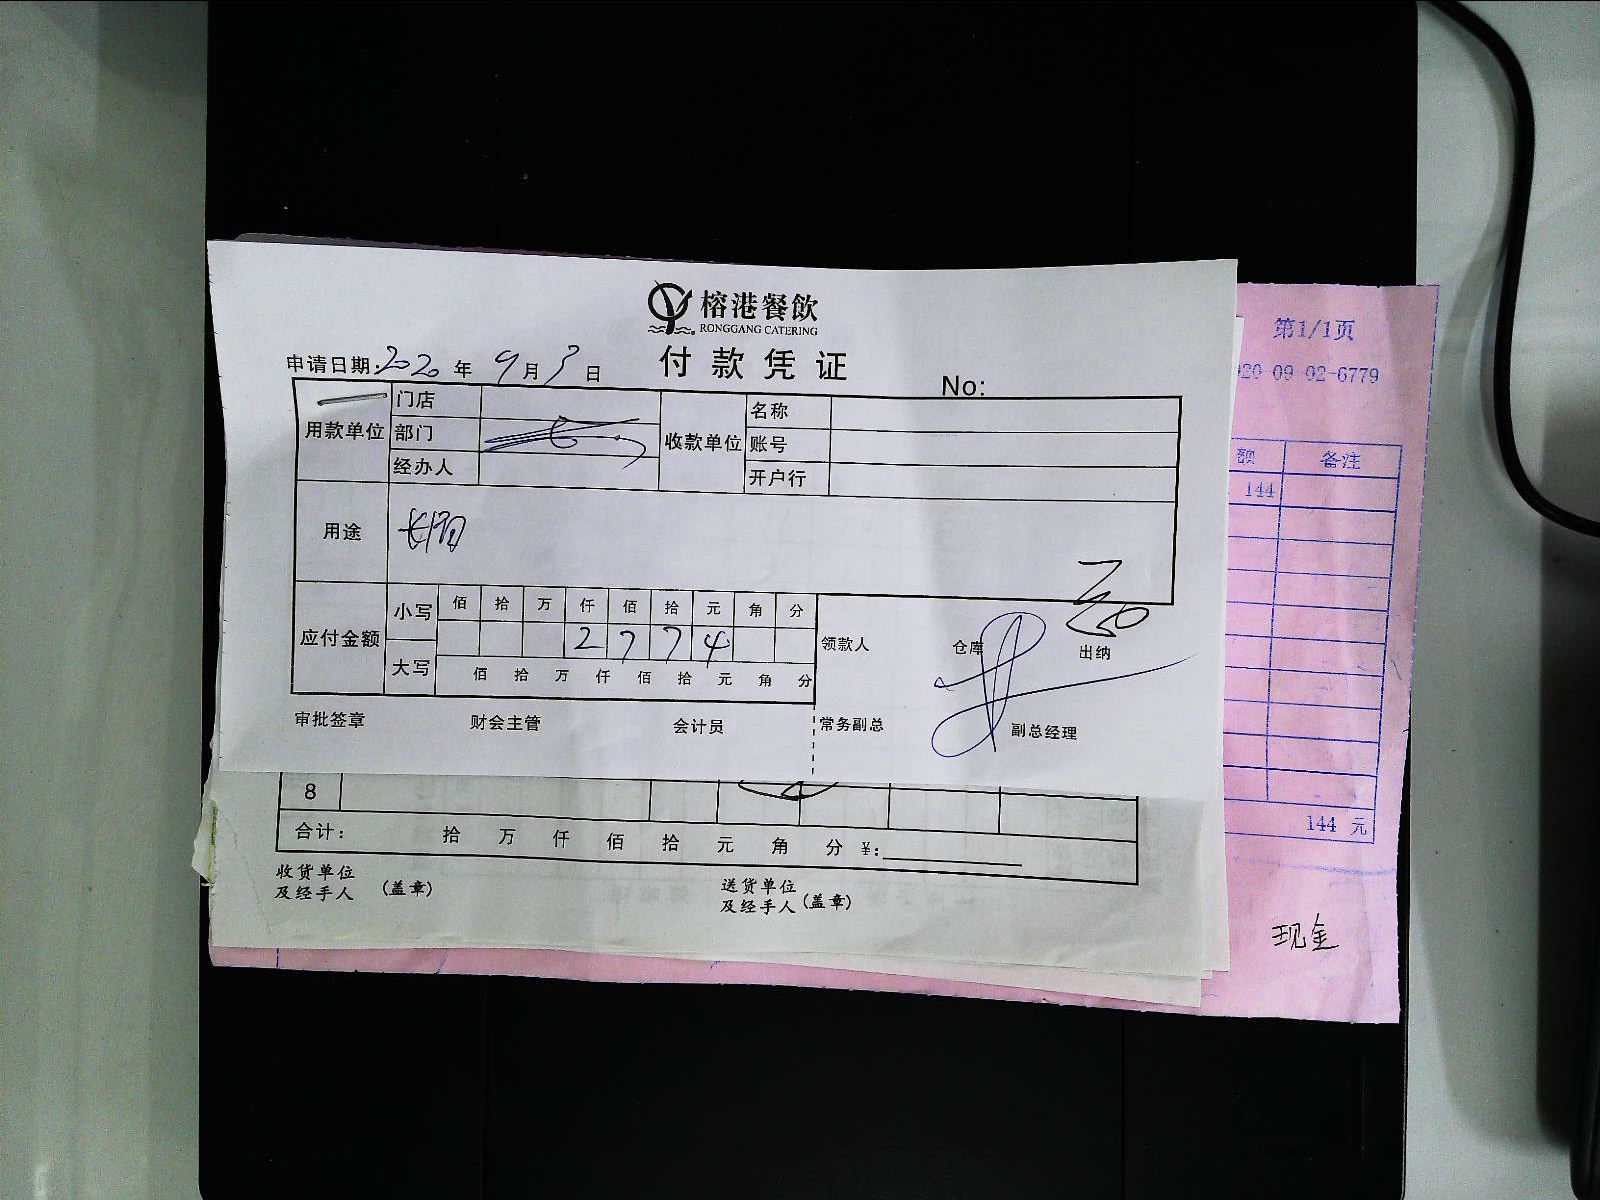 榕港餐飲
RONGGANG CATERING
付款凭证
申请日期: 2020 年 9 月 3 日
No:
用款单位 门店
部门
经办人
收款单位 名称
账号
开户行
用途
应付金额 小写 佰 拾 万 仟 佰 拾 元 角 分
2 7 7 4
大写 佰 拾 万 仟 佰 拾 元 角 分
领款人 仓库 出纳
审批签章 财会主管 会计员 常务副总 副总经理
8
合计: 拾 万 仟 佰 拾 元 角 分 ¥:
收货单位
及经手人 (盖章)
送货单位
及经手人 (盖章)
第1/1页
20-09-02-6779
额 备注
144
144 元
现金